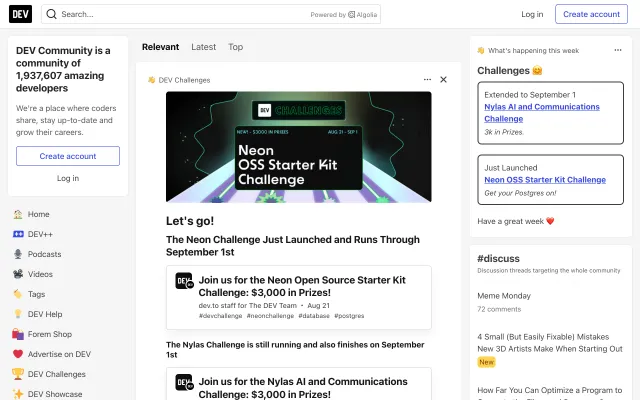 DEV
Search...
Powered by Algolia
Log in
Create account
DEV Community is a
community of
1,937,607 amazing
developers
We're a place where coders
share, stay up-to-date and
grow their careers.
Create account
Log in
Home
DEV++
Podcasts
Videos
Tags
DEV Help
Forem Shop
Advertise on DEV
DEV Challenges
DEV Showcase
Relevant
Latest
Top
DEV Challenges
DEV CHALLENGES
NEW! - $3000 IN PRIZES
AUG 21 - SEP 1
Neon
OSS Starter Kit
Challenge
Let's go!
The Neon Challenge Just Launched and Runs Through
September 1st
DEV
Join us for the Neon Open Source Starter Kit
Challenge: $3,000 in Prizes!
dev.to staff for The DEV Team • Aug 21
#devchallenge #neonchallenge #database #postgres
The Nylas Challenge is still running and also finishes on September
1st
DEV
Join us for the Nylas AI and Communications
Challenge: $3,000 in Prizes!
What's happening this week
Challenges
Extended to September 1
Nylas AI and Communications
Challenge
3k in Prizes.
Just Launched
Neon OSS Starter Kit Challenge
Get your Postgres on!
Have a great week
#discuss
Discussion threads targeting the whole community
Meme Monday
72 comments
4 Small (But Easily Fixable) Mistakes
New 3D Artists Make When Starting Out
New
How Far You Can Optimize a Program to